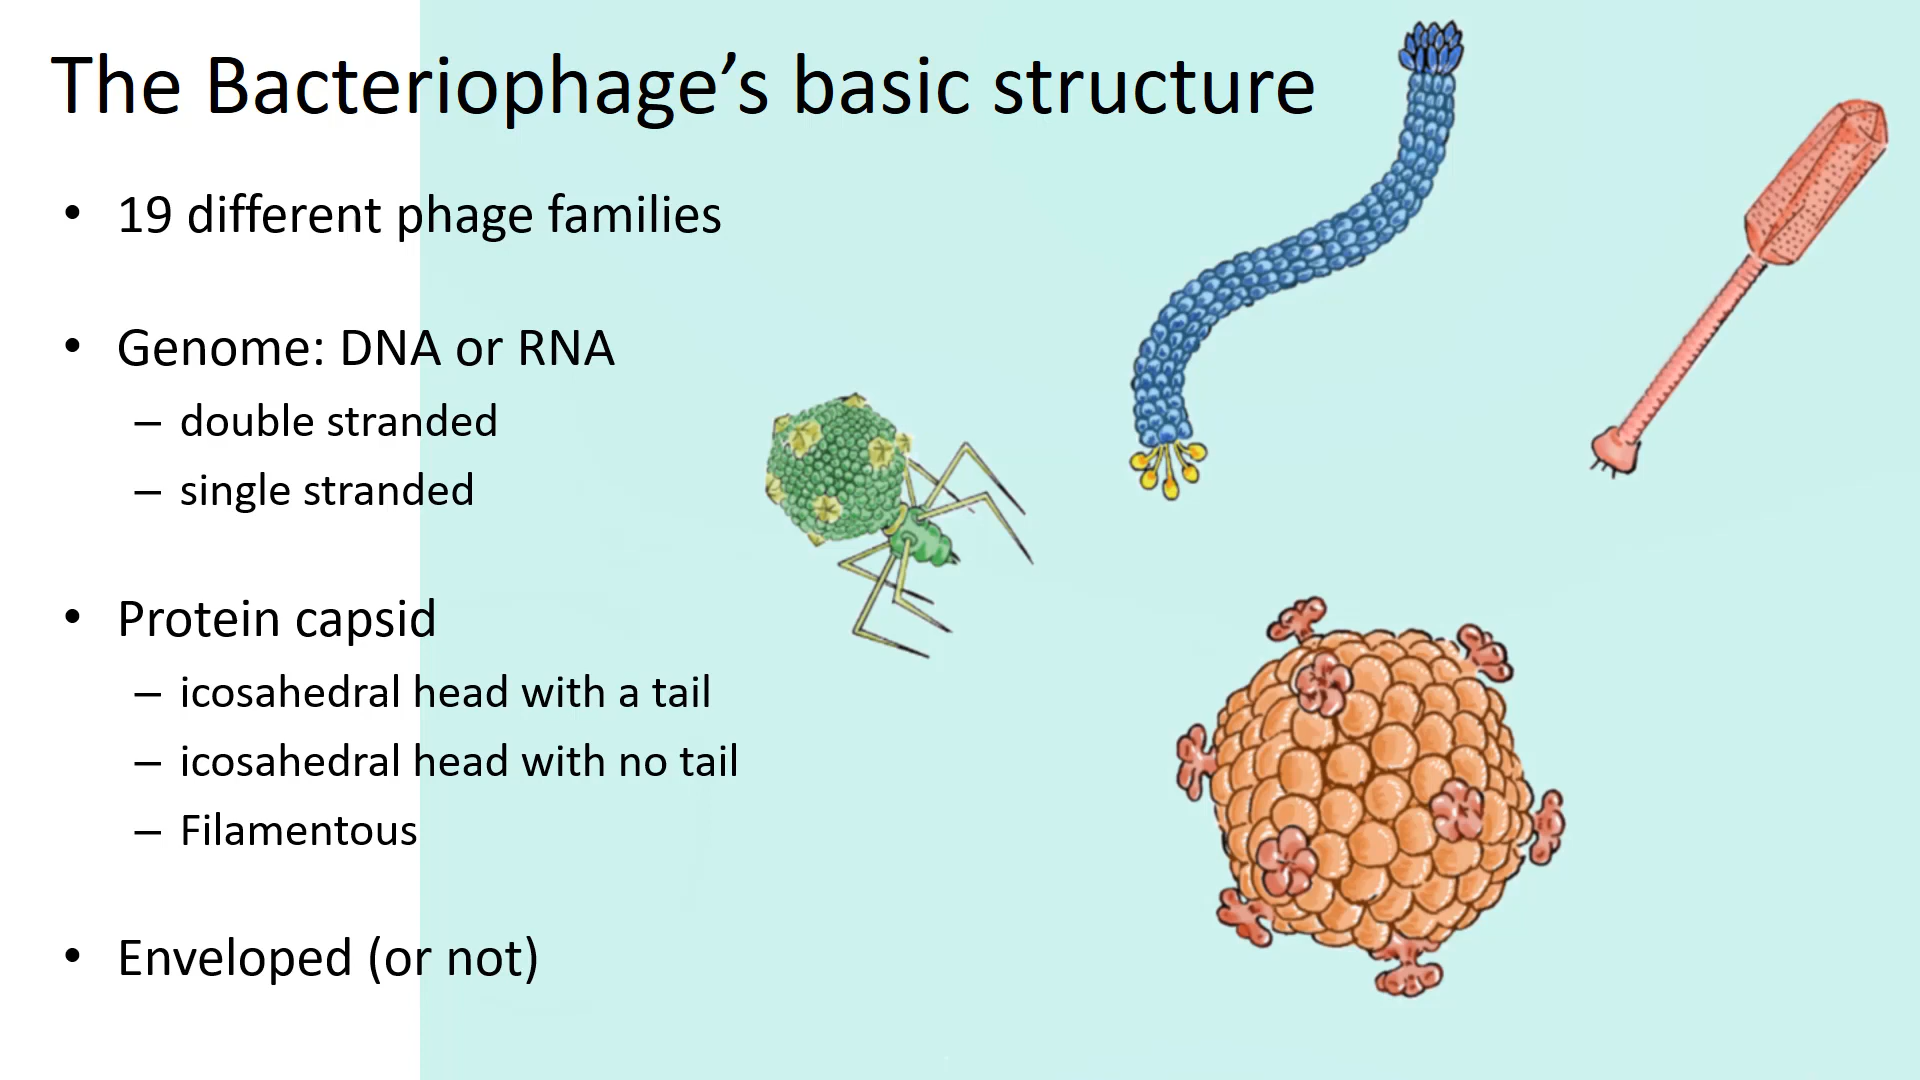 The Bacteriophage’s basic structure
• 19 different phage families
• Genome: DNA or RNA
– double stranded
– single stranded
• Protein capsid
– icosahedral head with a tail
– icosahedral head with no tail
– Filamentous
• Enveloped (or not)